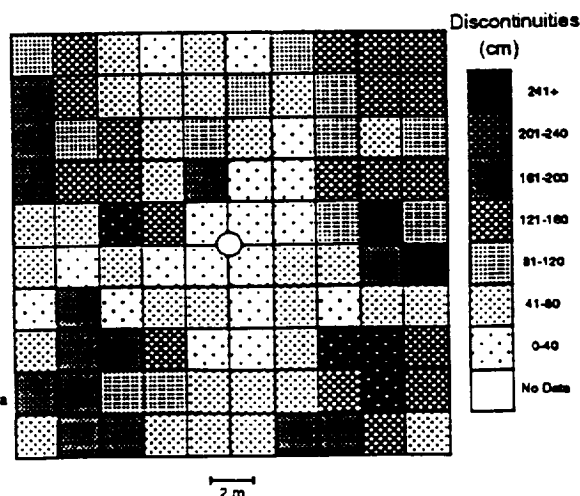 Discontinuities
(cm)
241+
201-240
161-200
121-160
81-120
41-80
0-40
No Data
a
2 m